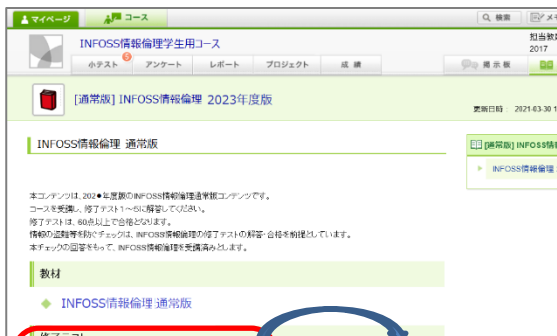 マイページ
コース
検索
INFOSS情報倫理学生用コース
2017
小テスト
5
アンケート
レポート
プロジェクト
成績
掲示板
[通常版] INFOSS情報倫理 2023年度版
更新日時: 2021-03-30 1
INFOSS情報倫理 通常版
[通常版] INFOSS情
INFOSS情報倫理
本コンテンツは、202●年度版のINFOSS情報倫理通常版コンテンツです。
コースを受講し、修了テスト1～5に解答してください。
修了テストは、60点以上で合格となります。
情報の盗難等を防ぐチェックは、INFOSS情報倫理の修了テストの解答・合格を前提としています。
本チェックの回答をもって、INFOSS情報倫理を受講済みとします。
教材
INFOSS情報倫理 通常版
修了テスト